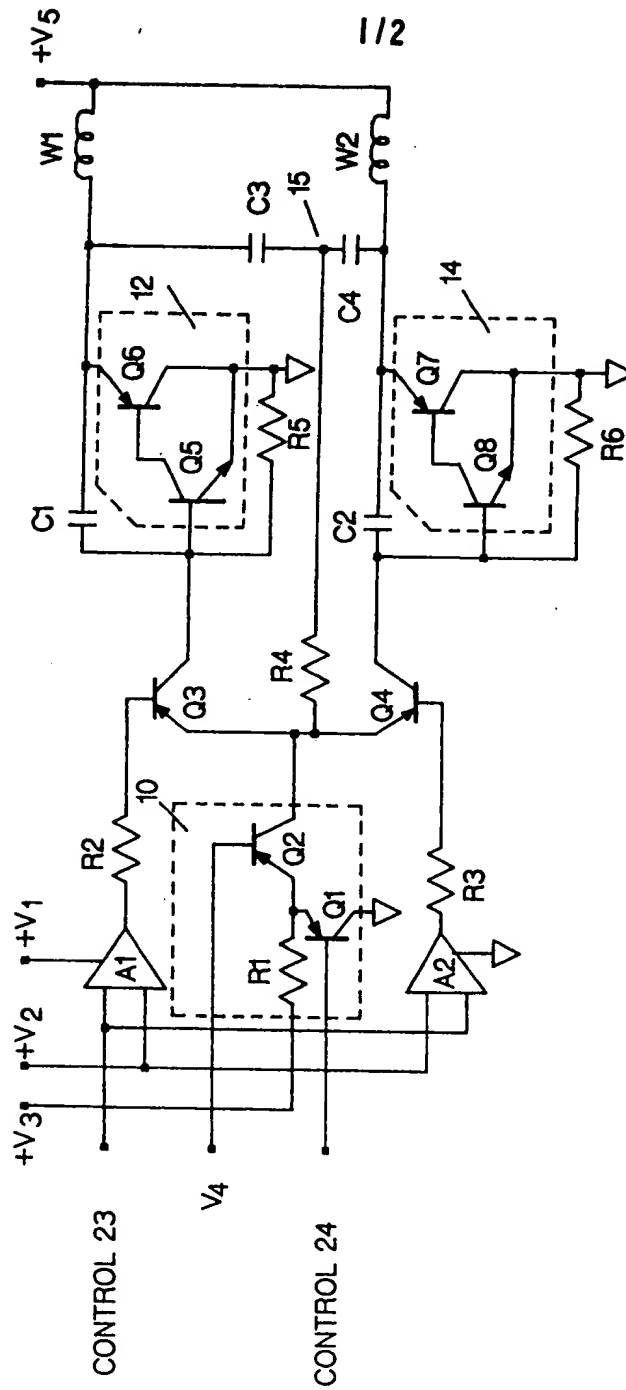 1/2
+V5
W1
W2
C3
15
C4
12
14
Q6
Q5
R5
C1
Q7
Q8
R6
C2
R4
Q3
Q4
10
R2
Q2
Q1
R1
R3
+V1
A1
A2
+V2
+V3
V4
CONTROL 23
CONTROL 24